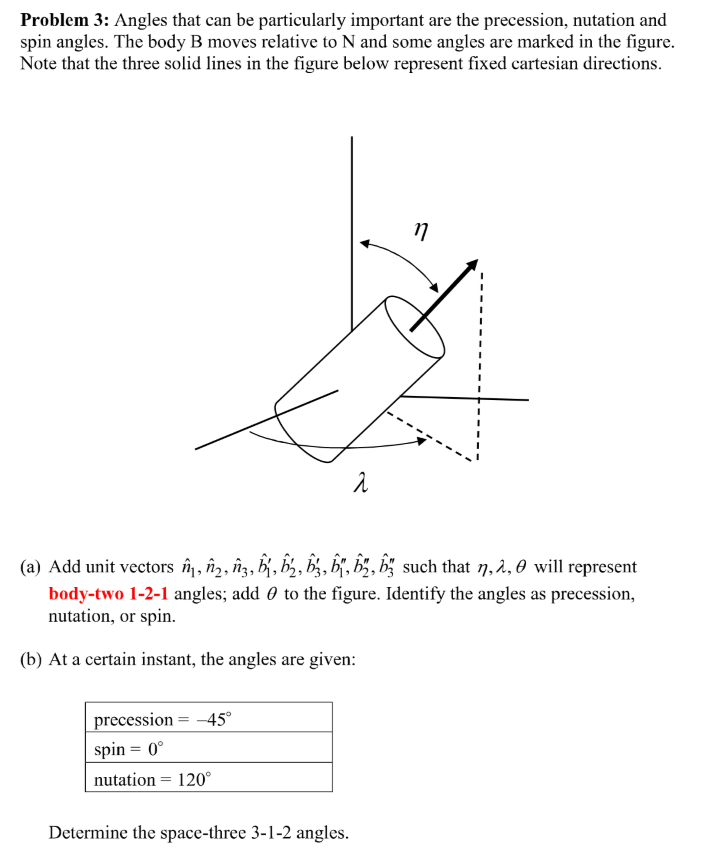 Problem 3: Angles that can be particularly important are the precession, nutation and
spin angles. The body B moves relative to N and some angles are marked in the figure.
Note that the three solid lines in the figure below represent fixed cartesian directions.
η
λ
(a) Add unit vectors n̂₁, n̂₂, n̂₃, b̂₁′, b̂₂′, b̂₃′, b̂₁″, b̂₂″, b̂₃″ such that η, λ, θ will represent
body-two 1-2-1 angles; add θ to the figure. Identify the angles as precession,
nutation, or spin.
(b) At a certain instant, the angles are given:
precession = −45°
spin = 0°
nutation = 120°
Determine the space-three 3-1-2 angles.